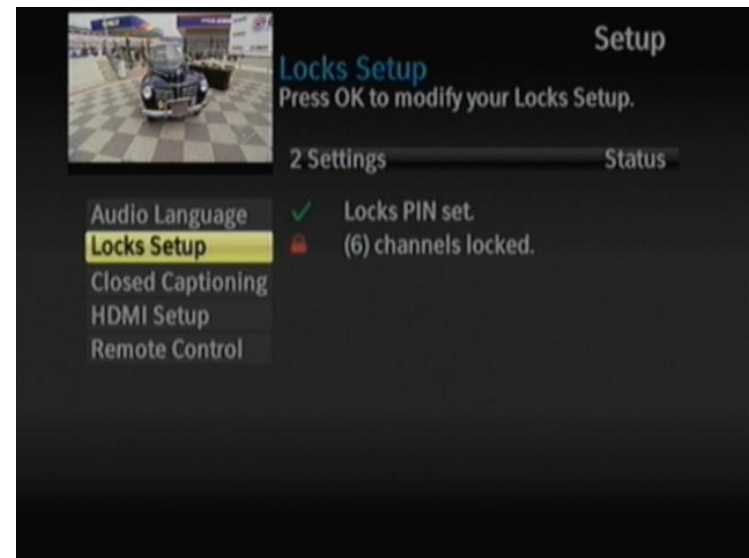 Setup
Locks Setup
Press OK to modify your Locks Setup.
2 Settings Status
Audio Language
Locks PIN set.
Locks Setup
(6) channels locked.
Closed Captioning
HDMI Setup
Remote Control